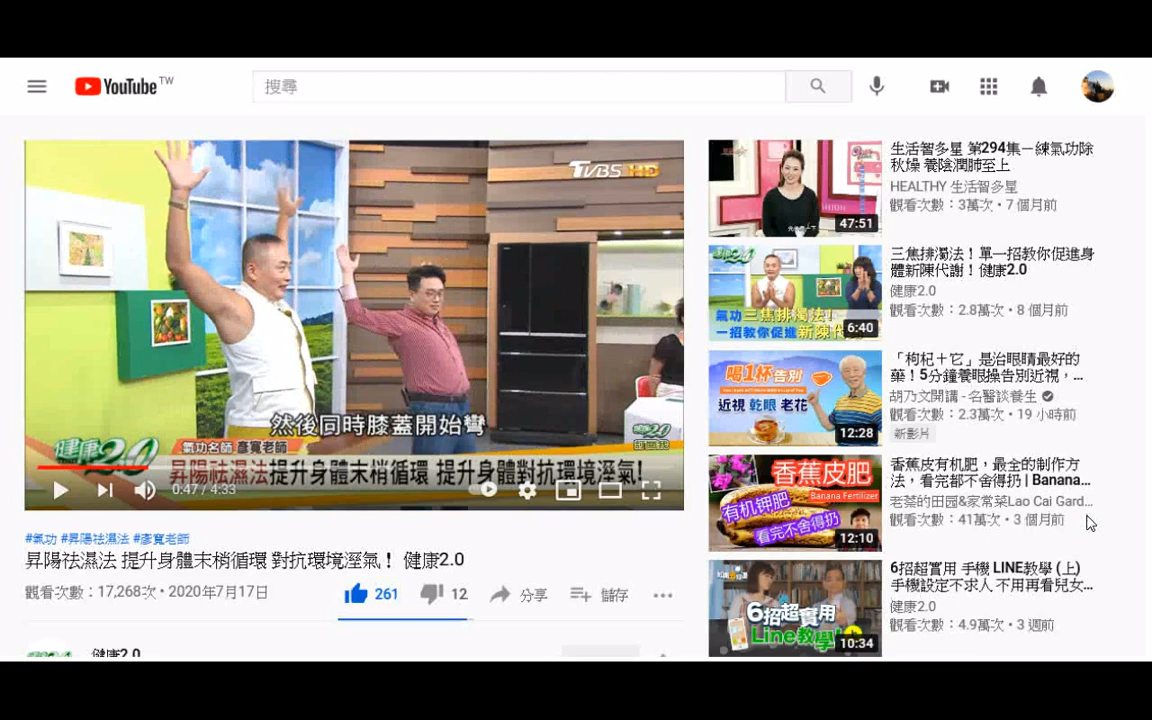 YouTube TW
搜尋
TVBS HD
然後同時膝蓋開始彎
健康2.0
氣功名師 彥寬老師
昇陽祛濕法提升身體末梢循環 提升身體對抗環境溼氣!
0:47 / 4:33
#氣功 #昇陽祛濕法 #彥寬老師
昇陽祛濕法 提升身體末梢循環 對抗環境溼氣！ 健康2.0
觀看次數：17,268次 • 2020年7月17日
261
12
分享
儲存
健康2.0
47:51
生活智多星 第294集－練氣功除
秋燥 養陰潤肺至上
HEALTHY 生活智多星
觀看次數：3萬次 • 7 個月前
氣功三焦排濁法!
一招教你促進新陳代
6:40
三焦排濁法！單一招教你促進身
體新陳代謝！健康2.0
健康2.0
觀看次數：2.8萬次 • 8 個月前
喝1杯告別
近視 乾眼 老花
12:28
「枸杞＋它」是治眼睛最好的
藥！5分鐘養眼操告別近視，...
胡乃文開講 - 名醫談養生
觀看次數：2.3萬次 • 19 小時前
新影片
香蕉皮肥
Banana Fertilizer
有机钾肥
看完不舍得扔
12:10
香蕉皮有机肥，最全的制作方
法，看完都不舍得扔 | Banana...
老蔡的田园&家常菜Lao Cai Gard...
觀看次數：41萬次 • 3 個月前
6招超實用
Line教學
10:34
6招超實用 手機 LINE教學 (上)
手機設定不求人 不用再看兒女...
健康2.0
觀看次數：4.9萬次 • 3 週前